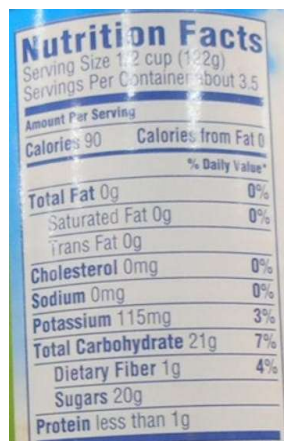 Nutrition Facts
Serving Size 1/2 cup (122g)
Servings Per Container about 3.5
Amount Per Serving
Calories 90 Calories from Fat 0
% Daily Value*
Total Fat 0g 0%
Saturated Fat 0g 0%
Trans Fat 0g
Cholesterol 0mg 0%
Sodium 0mg 0%
Potassium 115mg 3%
Total Carbohydrate 21g 7%
Dietary Fiber 1g 4%
Sugars 20g
Protein less than 1g